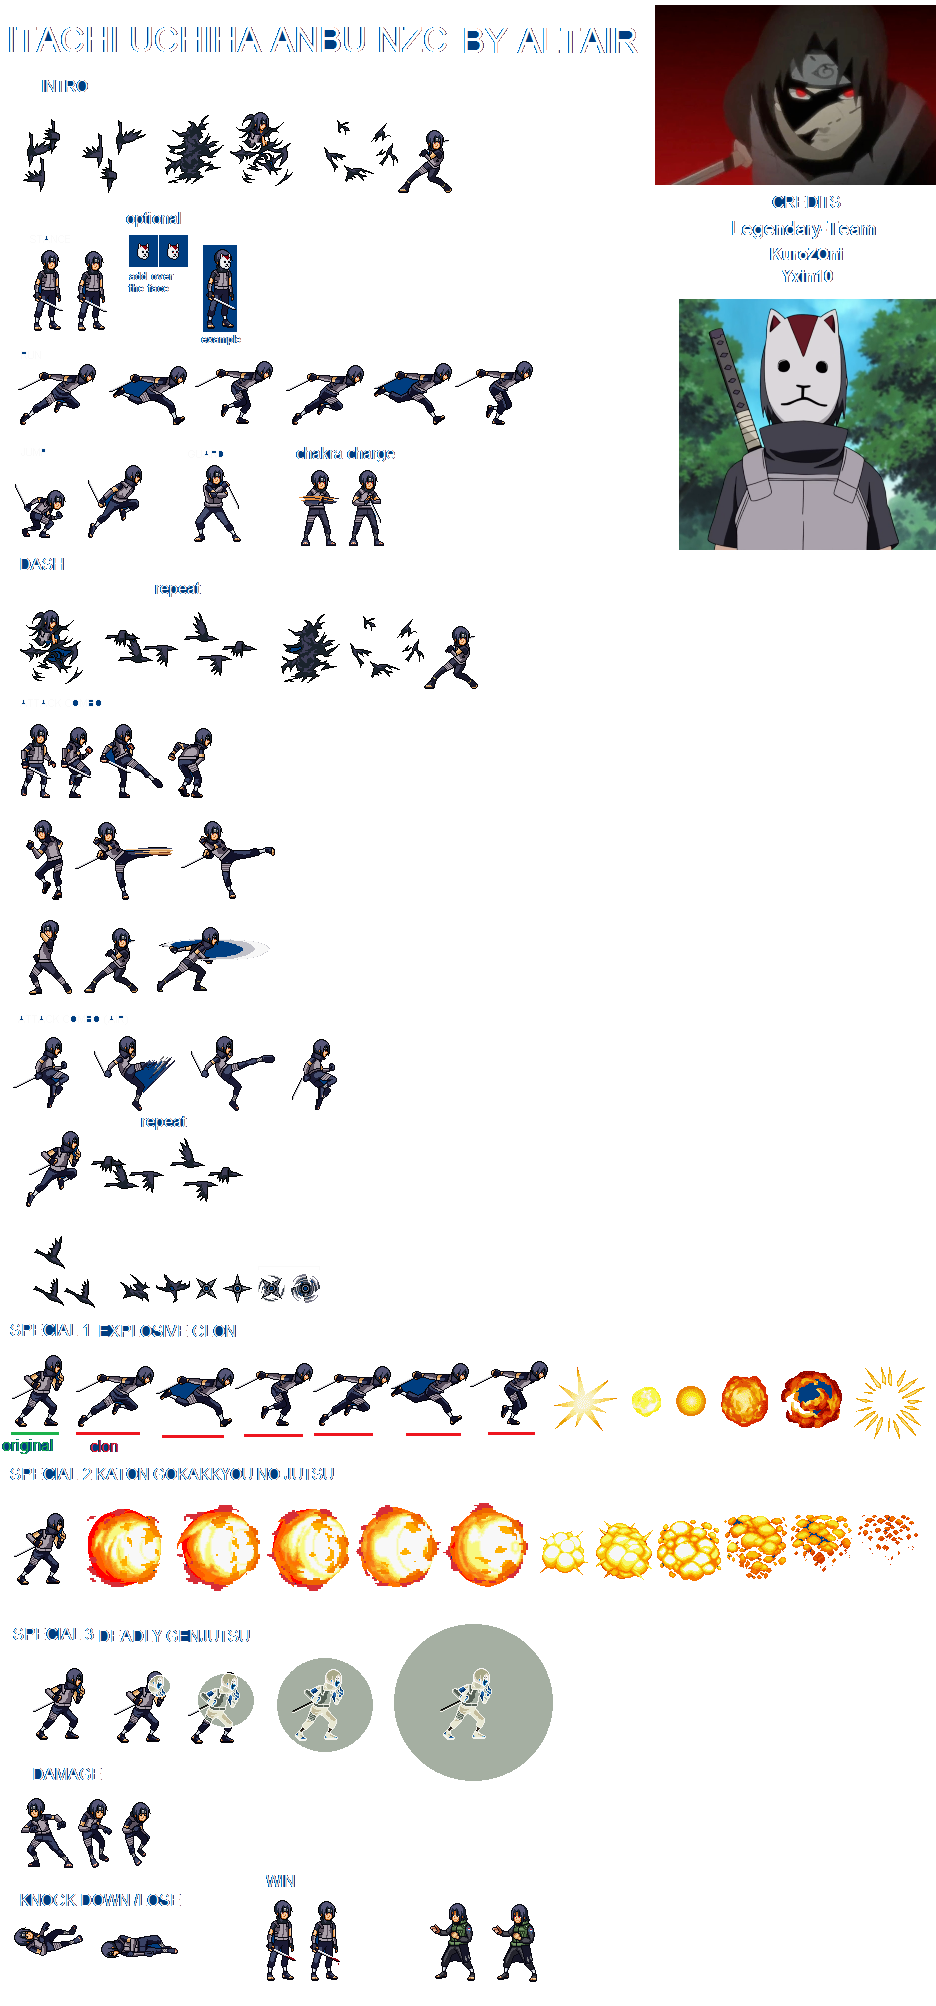 ITACHI UCHIHA ANBU NZC BY ALTAIR
INTRO
CREDITS
Legendary Team
KuroZOni
Yxim10
optional
add over
the face
example
chakra charge
DASH
repeat
repeat
SPECIAL 1 EXPLOSIVE CLON
original
clon
SPECIAL 2 KATON GOKAKKYOU NO JUTSU
SPECIAL 3 DEADLY GENJUTSU
DAMAGE
WIN
KNOCK DOWN/LOSE